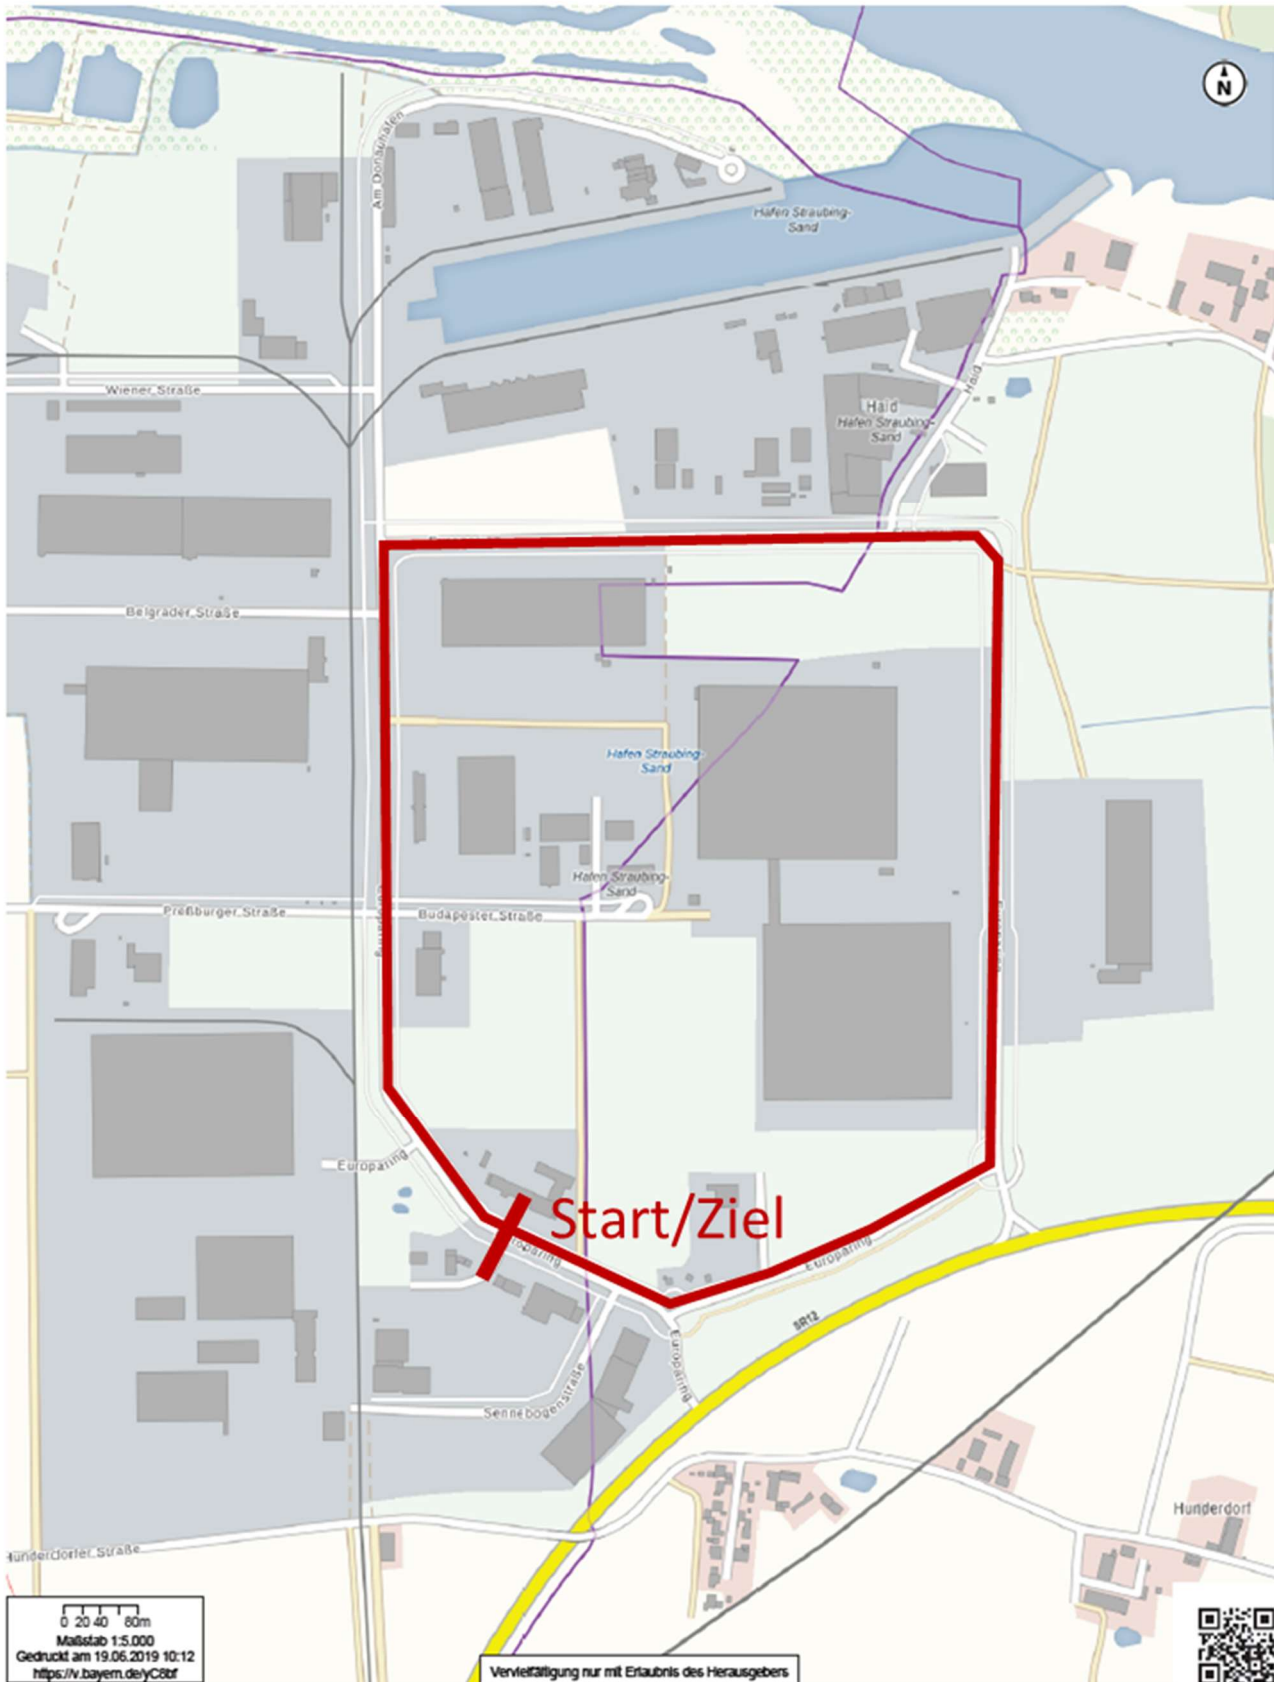 N
Am Donauhafen
Hafen Straubing-
Sand
Wiener Straße
Haid
Haid
Hafen Straubing-
Sand
Belgrader Straße
Hafen Straubing-
Sand
Hafen Straubing-
Sand
Preßburger Straße
Budapester Straße
Europaring
Europaring
Start/Ziel
Europaring
SR12
Europaring
Sennebogenstraße
Hunderdorf
Hunderdorfer Straße
0 20 40 80m
Maßstab 1:5.000
Gedruckt am 19.06.2019 10:12
https://v.bayern.de/yC8bf
Vervielfältigung nur mit Erlaubnis des Herausgebers